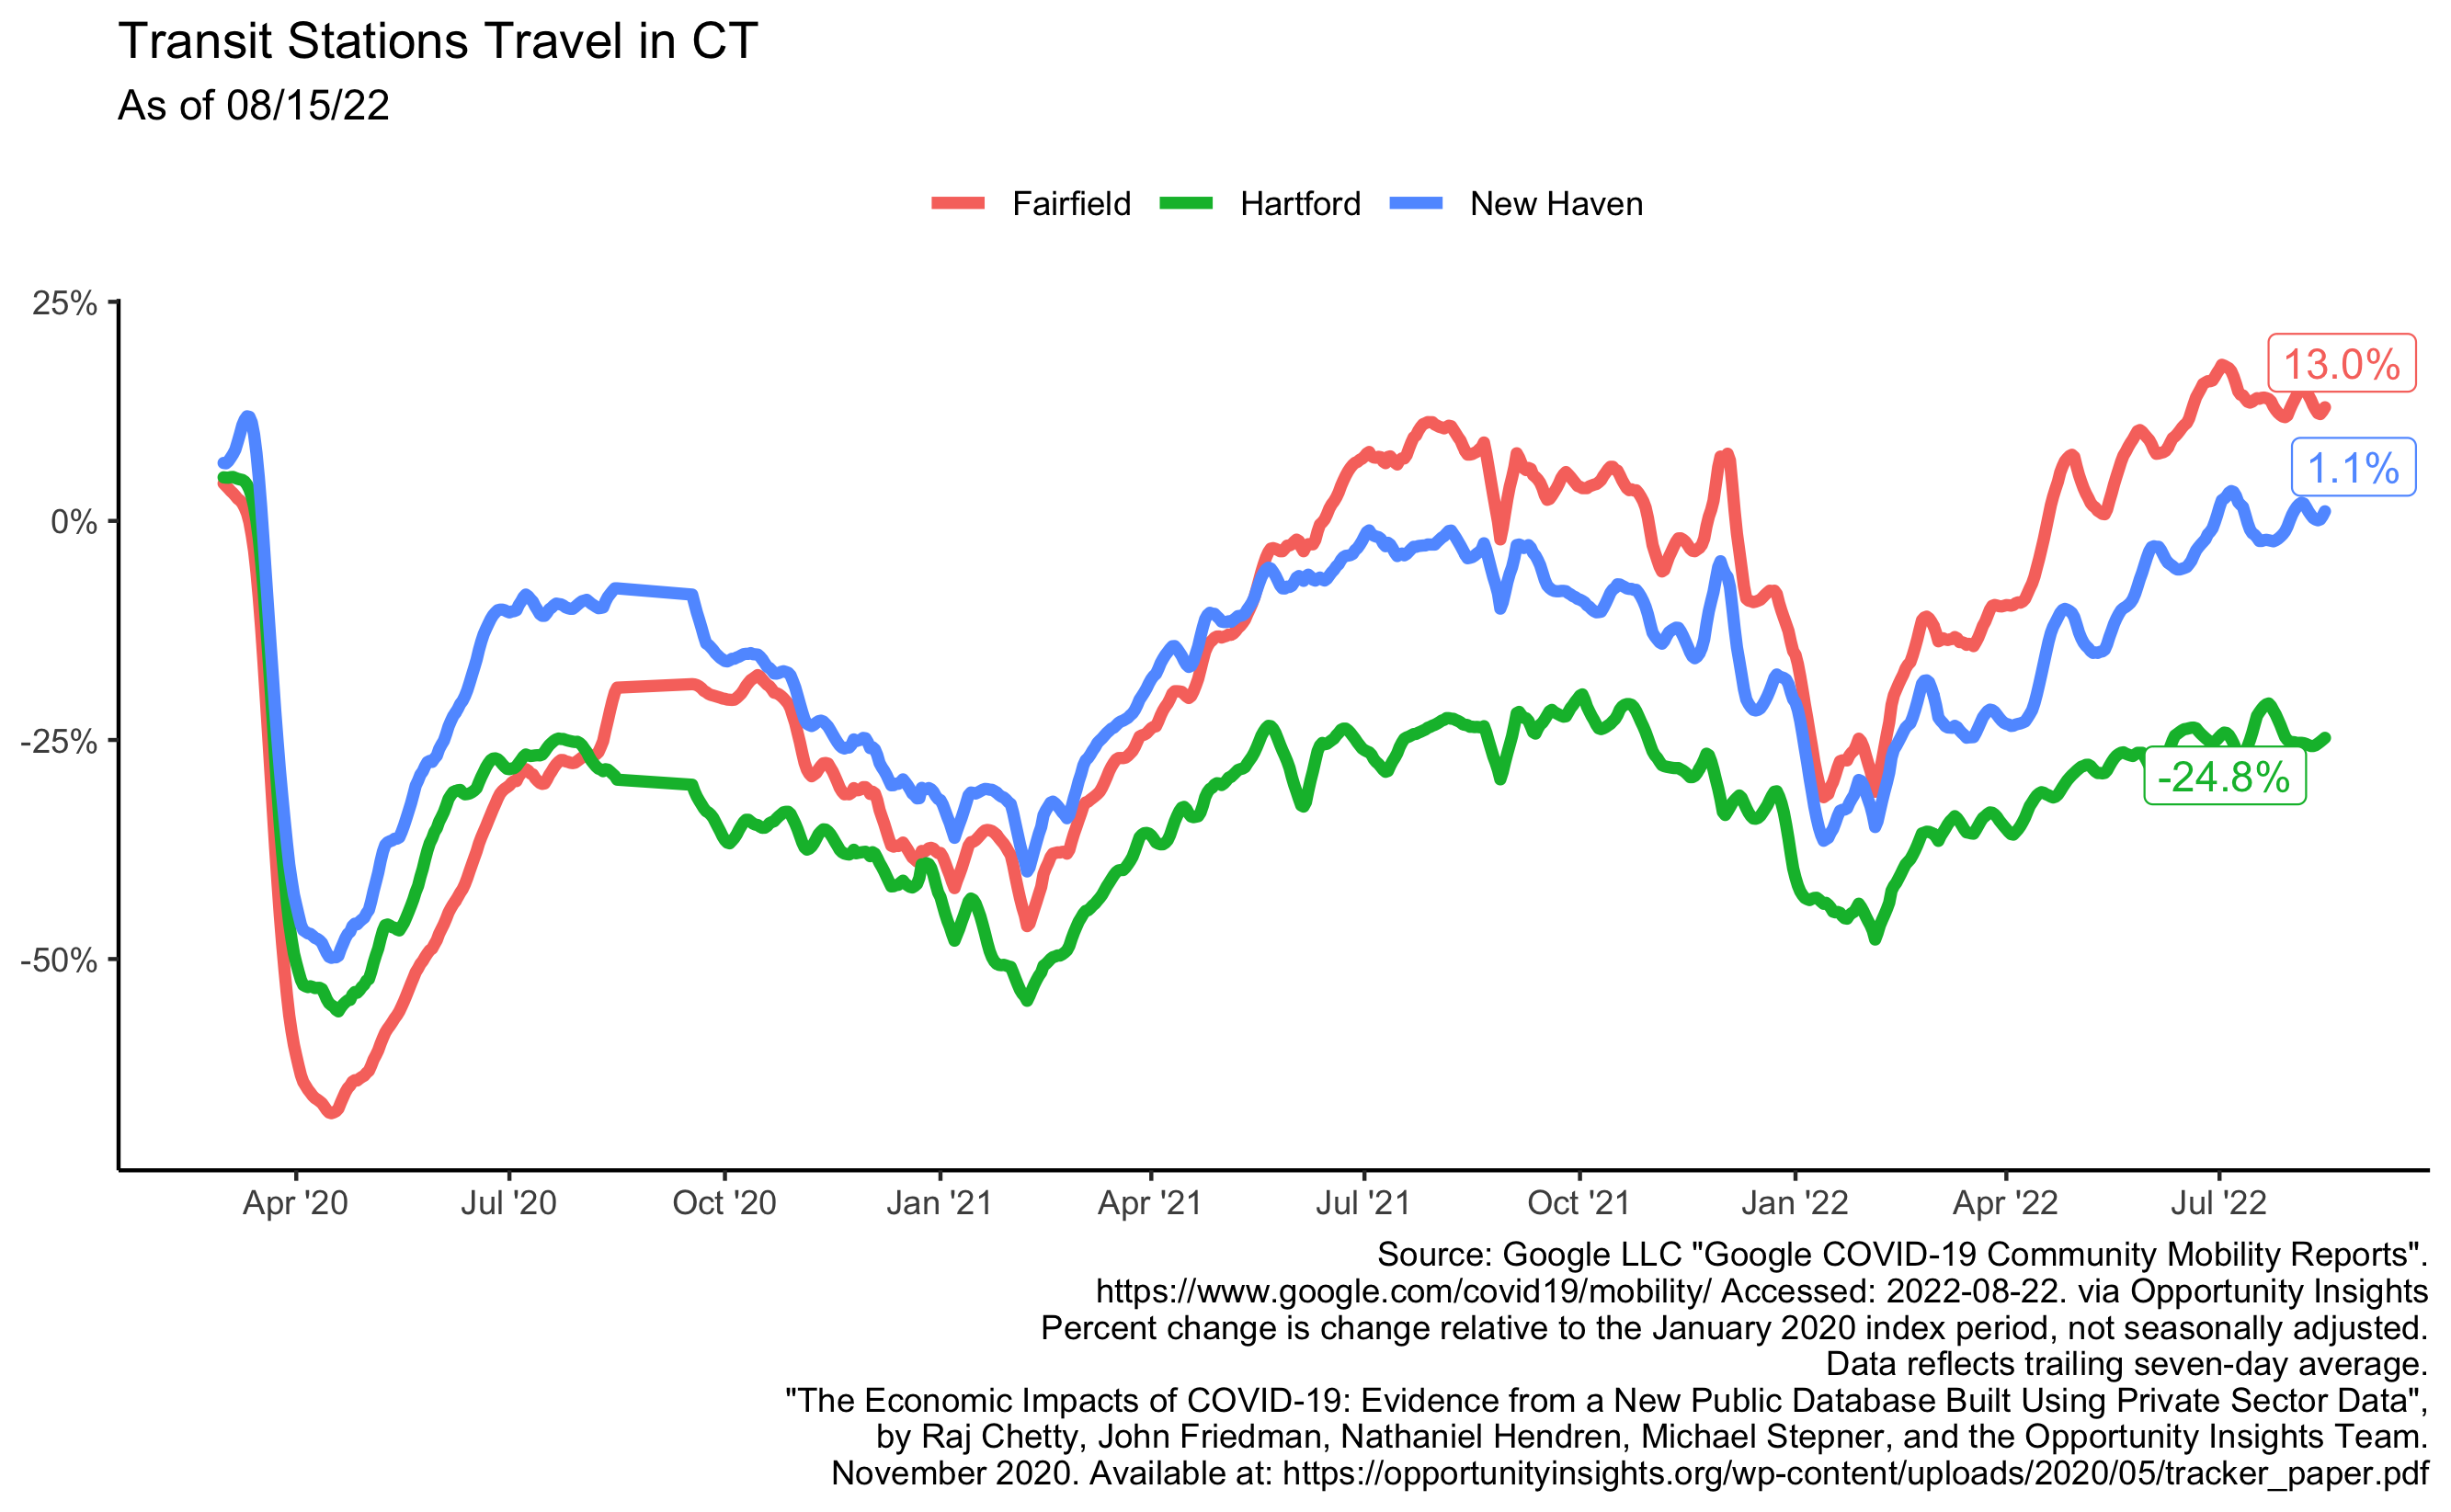 Transit Stations Travel in CT
As of 08/15/22
Fairfield Hartford New Haven
25%
0%
-25%
-50%
13.0%
1.1%
-24.8%
Apr '20 Jul '20 Oct '20 Jan '21 Apr '21 Jul '21 Oct '21 Jan '22 Apr '22 Jul '22
Source: Google LLC "Google COVID-19 Community Mobility Reports".
https://www.google.com/covid19/mobility/ Accessed: 2022-08-22. via Opportunity Insights
Percent change is change relative to the January 2020 index period, not seasonally adjusted.
Data reflects trailing seven-day average.
"The Economic Impacts of COVID-19: Evidence from a New Public Database Built Using Private Sector Data",
by Raj Chetty, John Friedman, Nathaniel Hendren, Michael Stepner, and the Opportunity Insights Team.
November 2020. Available at: https://opportunityinsights.org/wp-content/uploads/2020/05/tracker_paper.pdf